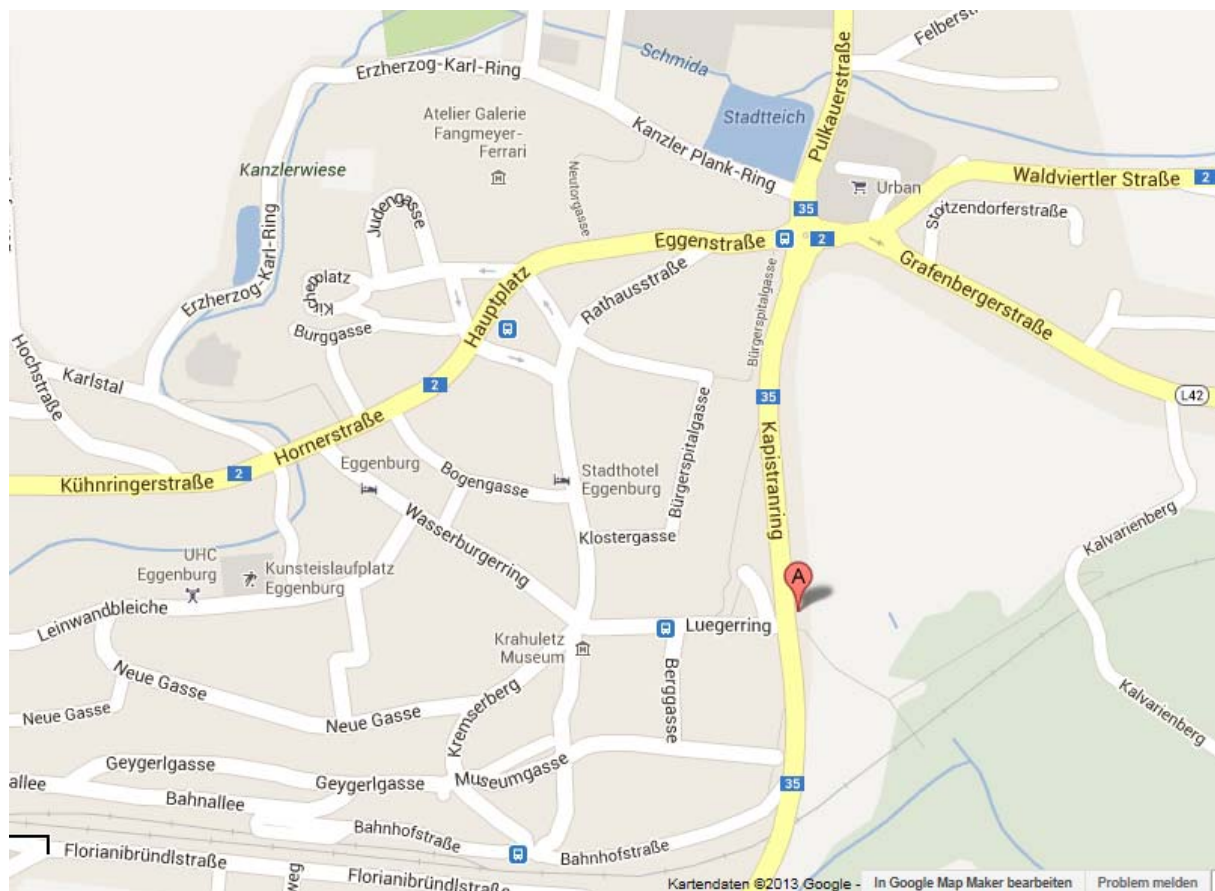 Felberstr
Schmida
Erzherzog-Karl-Ring
Pulkauerstraße
Atelier Galerie
Fangmeyer-
Ferrari
Stadtteich
Kanzler Plank-Ring
Kanzlerwiese
Neutorgasse
Urban
Waldviertler Straße
2
Judengasse
35
Stoitzendorferstraße
Eggenstraße
2
Erzherzog-Karl-Ring
Kirchenplatz
Hauptplatz
Rathausstraße
Grafenbergerstraße
Burggasse
Bürgerspitalgasse
Hochstraße
Karlstal
2
35
L42
Hornerstraße
Kapistranring
Kühnringerstraße
2
Eggenburg
Bogengasse
Stadthotel
Eggenburg
Bürgerspitalgasse
Wasserburgerring
Klostergasse
Kalvarienberg
UHC
Eggenburg
Kunsteislaufplatz
Eggenburg
A
Leinwandbleiche
Luegerring
Krahuletz
Museum
Berggasse
Neue Gasse
Neue Gasse
Neue Gasse
Kremserberg
Kalvarienberg
Geygerlgasse
Geygerlgasse
Museumgasse
allee
Bahnallee
35
Bahnhofstraße
Bahnhofstraße
Florianibründlstraße
weg
Florianibründlstraße
Kartendaten ©2013 Google - In Google Map Maker bearbeiten Problem melden